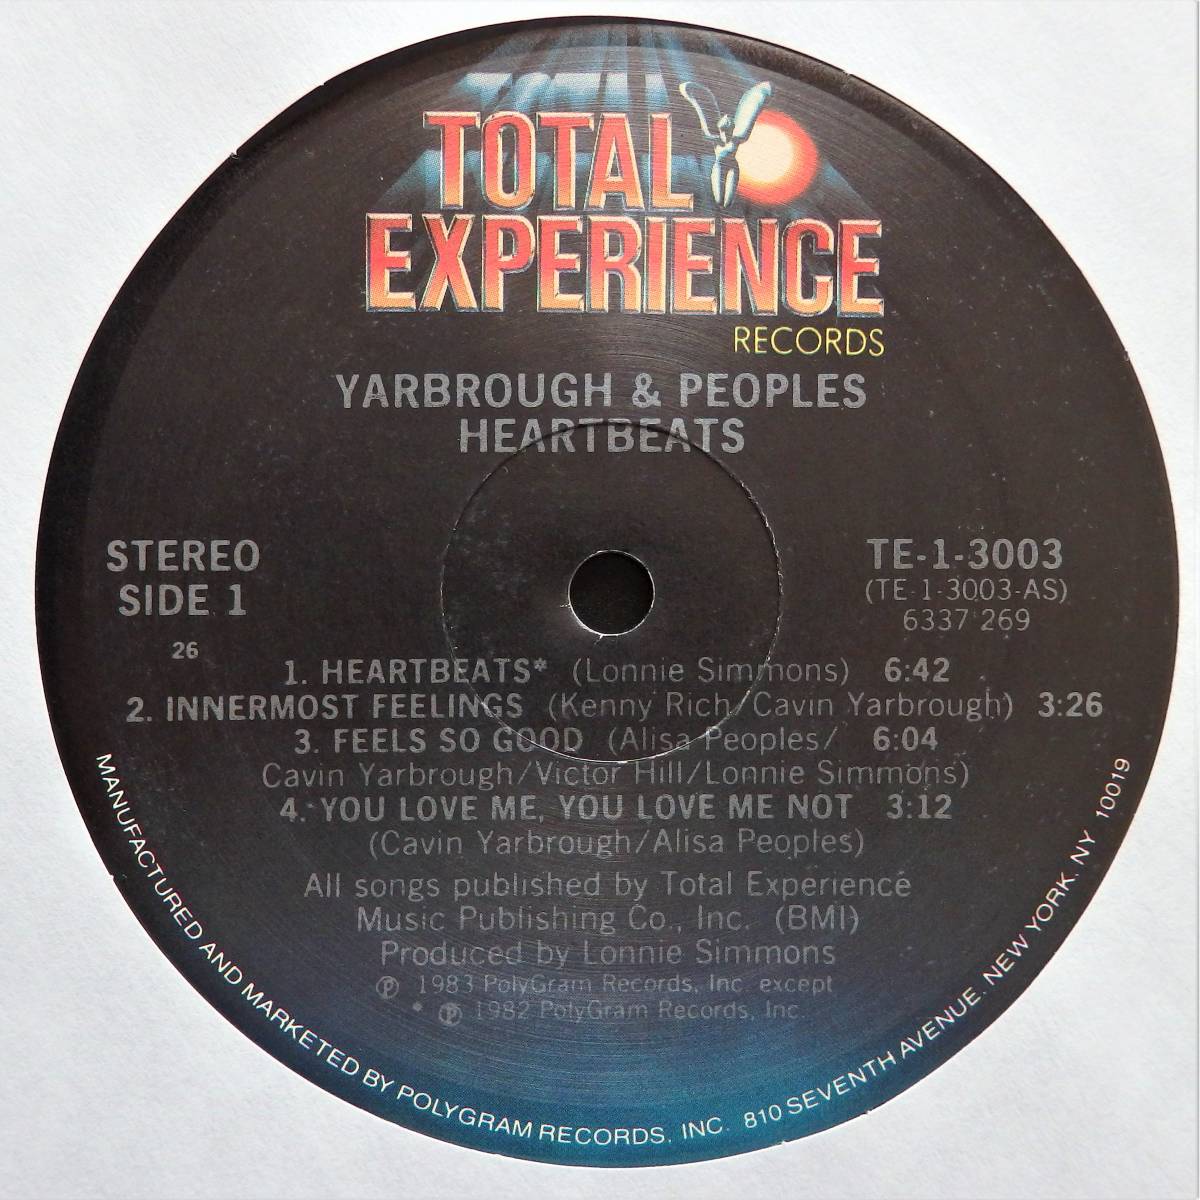 TOTAL
EXPERIENCE
RECORDS
YARBROUGH & PEOPLES
HEARTBEATS
STEREO
SIDE 1
26
TE-1-3003
(TE-1-3003-AS)
6337 269
1. HEARTBEATS* (Lonnie Simmons) 6:42
2. INNERMOST FEELINGS (Kenny Rich/Cavin Yarbrough) 3:26
3. FEELS SO GOOD (Alisa Peoples/ 6:04
Cavin Yarbrough/Victor Hill/Lonnie Simmons)
4. YOU LOVE ME, YOU LOVE ME NOT 3:12
(Cavin Yarbrough/Alisa Peoples)
All songs published by Total Experience
Music Publishing Co., Inc. (BMI)
Produced by Lonnie Simmons
℗ 1983 PolyGram Records, Inc. except
* ℗ 1982 PolyGram Records, Inc.
MANUFACTURED AND MARKETED BY POLYGRAM RECORDS, INC. 810 SEVENTH AVENUE, NEW YORK, NY 10019